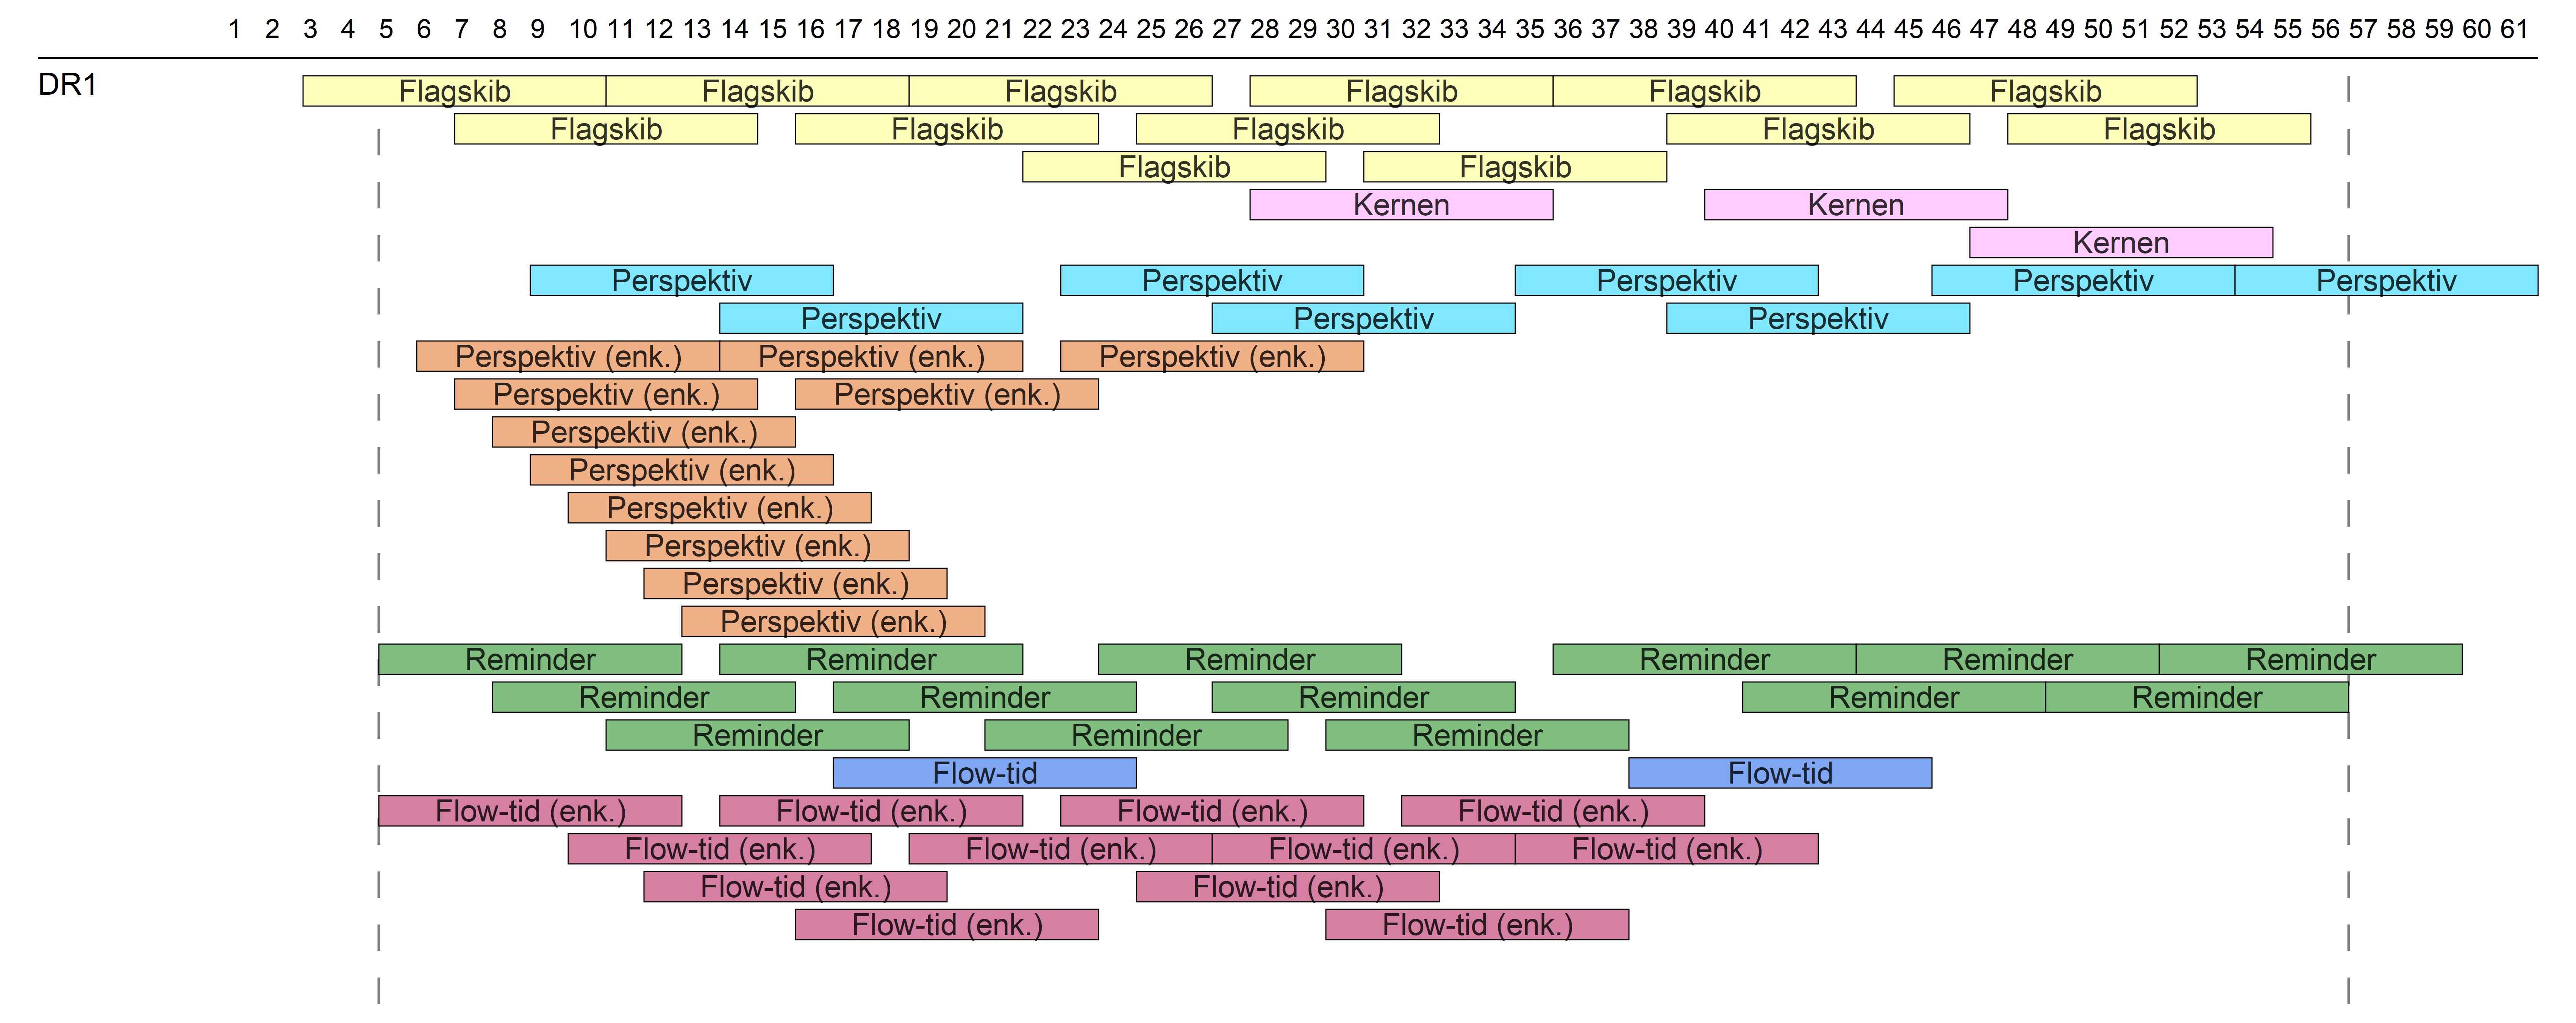 1 2 3 4 5 6 7 8 9 10 11 12 13 14 15 16 17 18 19 20 21 22 23 24 25 26 27 28 29 30 31 32 33 34 35 36 37 38 39 40 41 42 43 44 45 46 47 48 49 50 51 52 53 54 55 56 57 58 59 60 61
DR1 Flagskib Flagskib Flagskib Flagskib Flagskib Flagskib
Flagskib Flagskib Flagskib Flagskib Flagskib
Flagskib Flagskib
Kernen Kernen
Kernen
Perspektiv Perspektiv Perspektiv Perspektiv Perspektiv
Perspektiv Perspektiv Perspektiv
Perspektiv (enk.) Perspektiv (enk.) Perspektiv (enk.)
Perspektiv (enk.) Perspektiv (enk.)
Perspektiv (enk.)
Perspektiv (enk.)
Perspektiv (enk.)
Perspektiv (enk.)
Perspektiv (enk.)
Perspektiv (enk.)
Reminder Reminder Reminder Reminder Reminder Reminder
Reminder Reminder Reminder Reminder Reminder
Reminder Reminder Reminder
Flow-tid Flow-tid
Flow-tid (enk.) Flow-tid (enk.) Flow-tid (enk.) Flow-tid (enk.)
Flow-tid (enk.) Flow-tid (enk.) Flow-tid (enk.) Flow-tid (enk.)
Flow-tid (enk.) Flow-tid (enk.)
Flow-tid (enk.) Flow-tid (enk.)